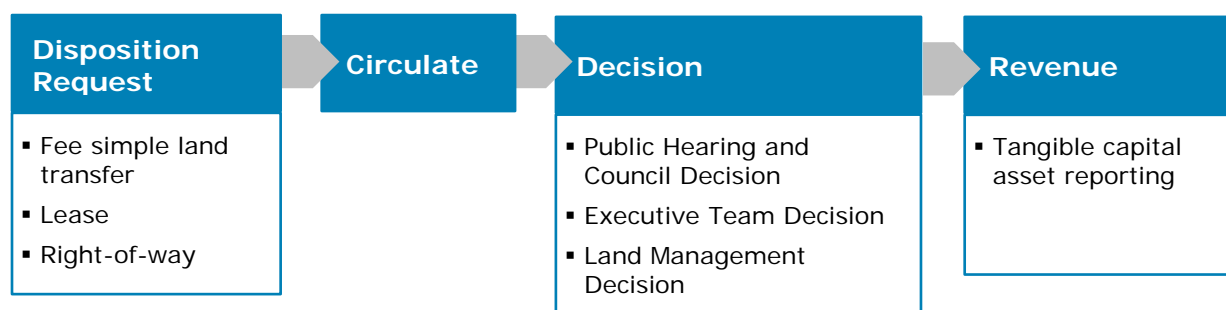 Disposition
Request
▪ Fee simple land
transfer
▪ Lease
▪ Right-of-way
Circulate
Decision
▪ Public Hearing and
Council Decision
▪ Executive Team Decision
▪ Land Management
Decision
Revenue
▪ Tangible capital
asset reporting